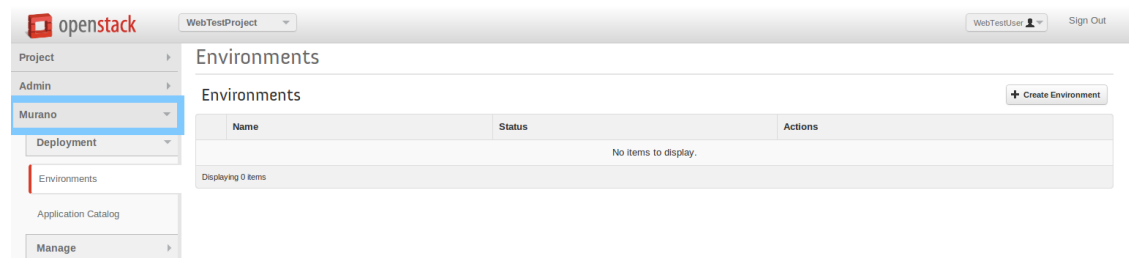 openstack
WebTestProject
WebTestUser
Sign Out
Project
Admin
Murano
Deployment
Environments
Application Catalog
Manage
Environments
Environments
+ Create Environment
Name Status Actions
No items to display.
Displaying 0 items